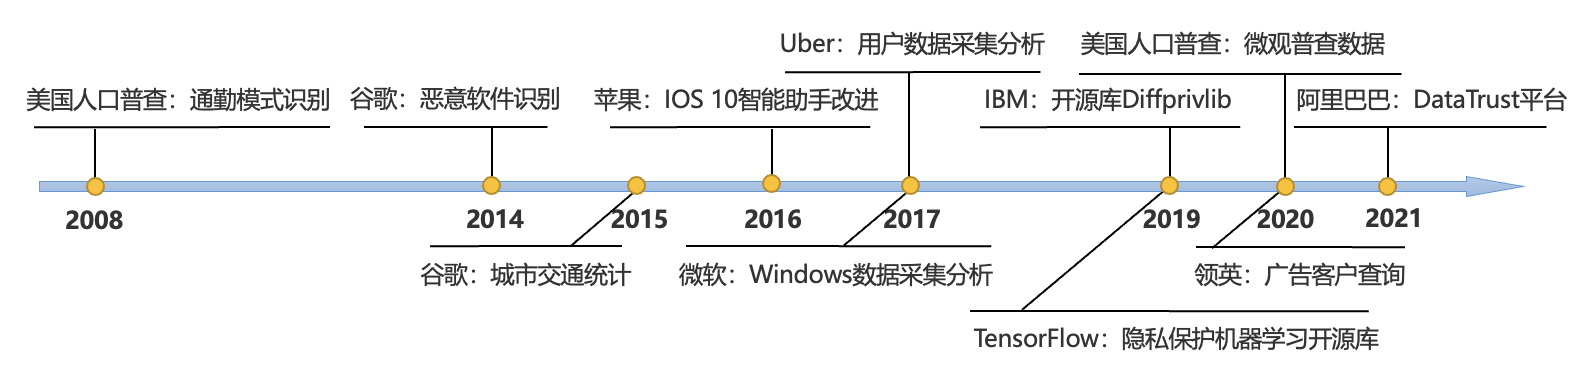 Uber：用户数据采集分析
美国人口普查：微观普查数据
美国人口普查：通勤模式识别
谷歌：恶意软件识别
苹果：IOS 10智能助手改进
IBM：开源库Diffprivlib
阿里巴巴：DataTrust平台
2008
2014
2015
2016
2017
2019
2020
2021
谷歌：城市交通统计
微软：Windows数据采集分析
领英：广告客户查询
TensorFlow：隐私保护机器学习开源库